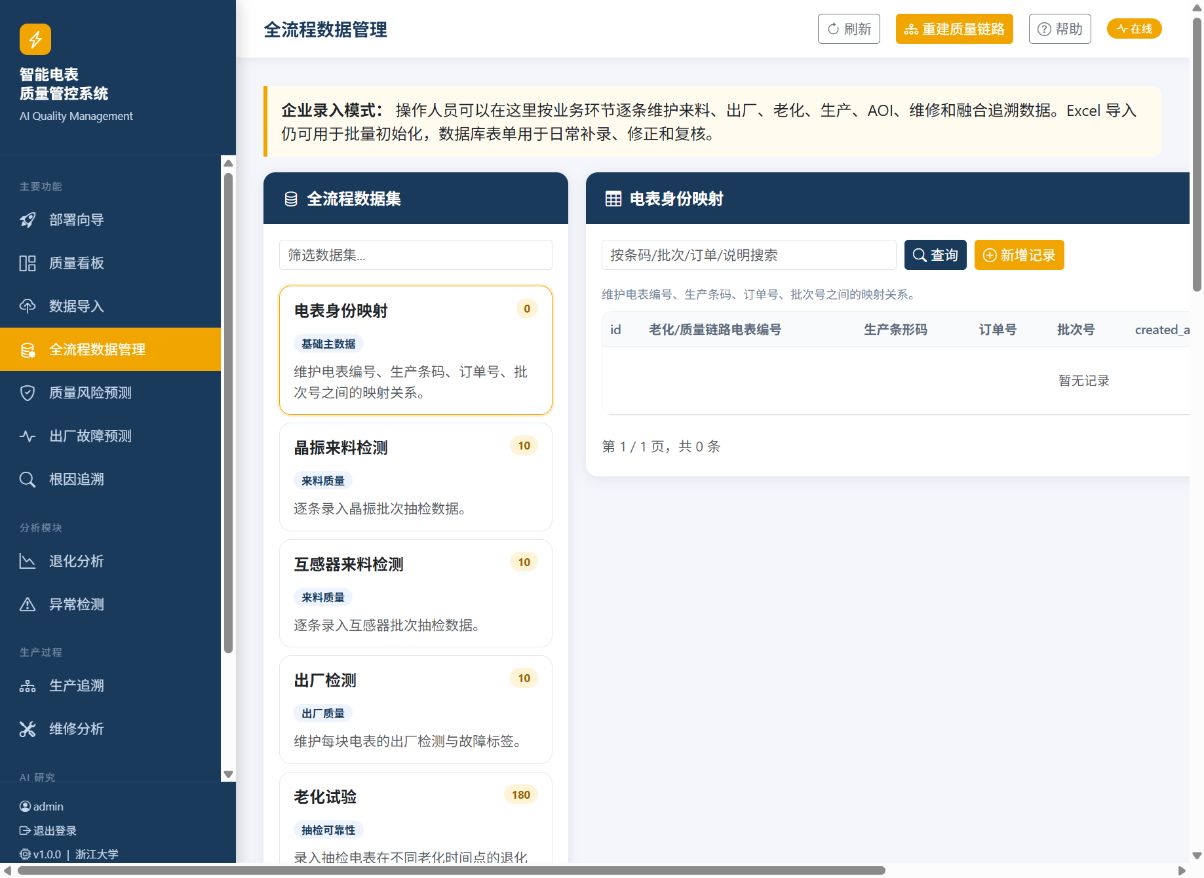 智能电表
质量管控系统
AI Quality Management
主要功能
部署向导
质量看板
数据导入
全流程数据管理
质量风险预测
出厂故障预测
根因追溯
分析模块
退化分析
异常检测
生产过程
生产追溯
维修分析
AI 研究
admin
退出登录
v1.0.0 | 浙江大学
全流程数据管理
刷新
重建质量链路
帮助
在线
企业录入模式： 操作人员可以在这里按业务环节逐条维护来料、出厂、老化、生产、AOI、维修和融合追溯数据。Excel 导入
仍可用于批量初始化，数据库表单用于日常补录、修正和复核。
全流程数据集
筛选数据集...
电表身份映射 0
基础主数据
维护电表编号、生产条码、订单号、批
次号之间的映射关系。
晶振来料检测 10
来料质量
逐条录入晶振批次抽检数据。
互感器来料检测 10
来料质量
逐条录入互感器批次抽检数据。
出厂检测 10
出厂质量
维护每块电表的出厂检测与故障标签。
老化试验 180
抽检可靠性
录入抽检电表在不同老化时间点的退化
电表身份映射
按条码/批次/订单/说明搜索
查询
新增记录
维护电表编号、生产条码、订单号、批次号之间的映射关系。
id 老化/质量链路电表编号 生产条形码 订单号 批次号 created_a
暂无记录
第 1 / 1 页，共 0 条